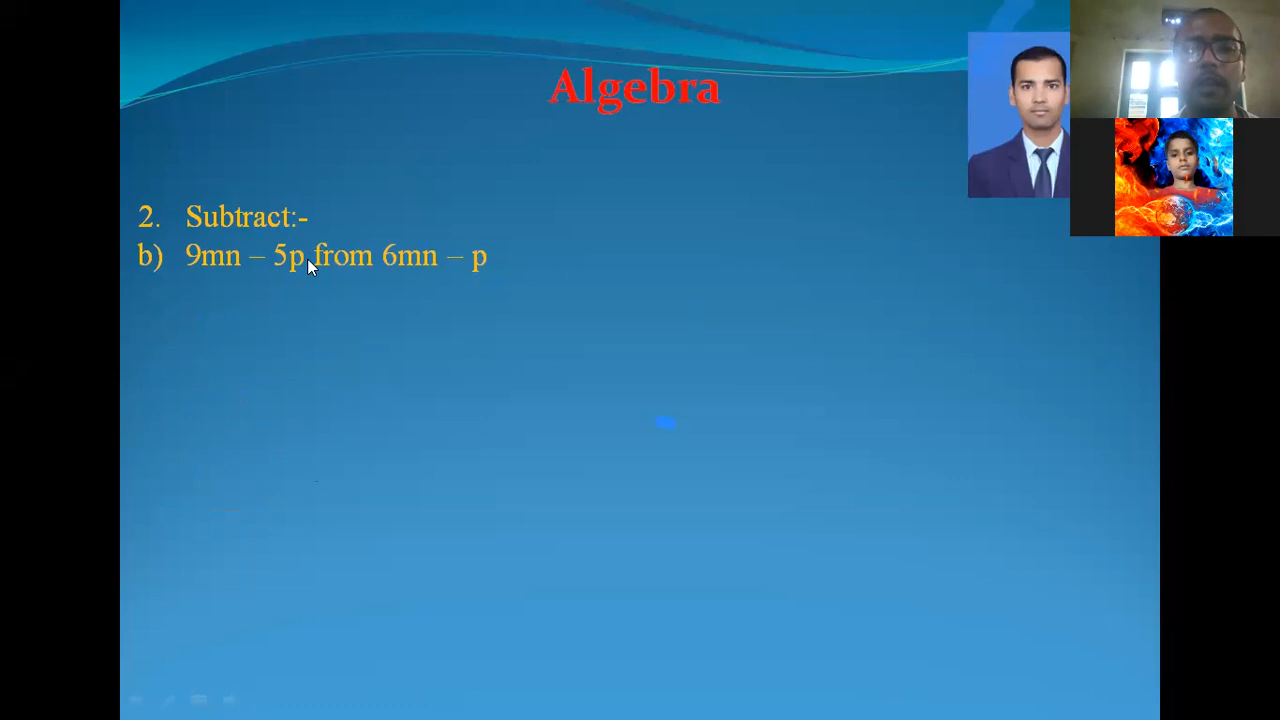 Algebra
2. Subtract:-
b) 9mn – 5p from 6mn – p